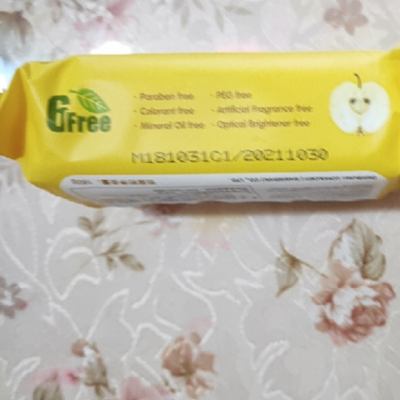 6Free
- Paraben free
- PEG free
- Colorant free
- Artificial Fragrance free
- Mineral Oil free
- Optical Brightener free
M181031C1/20211030